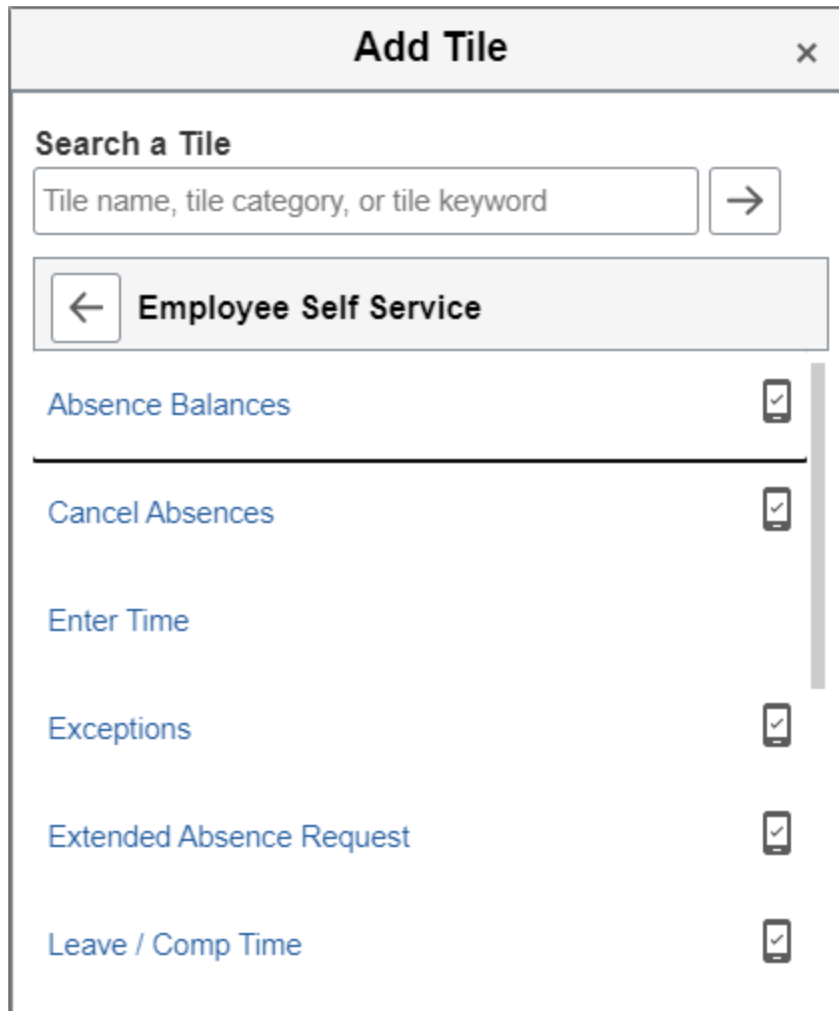 Add Tile
Search a Tile
Tile name, tile category, or tile keyword
Employee Self Service
Absence Balances
Cancel Absences
Enter Time
Exceptions
Extended Absence Request
Leave / Comp Time